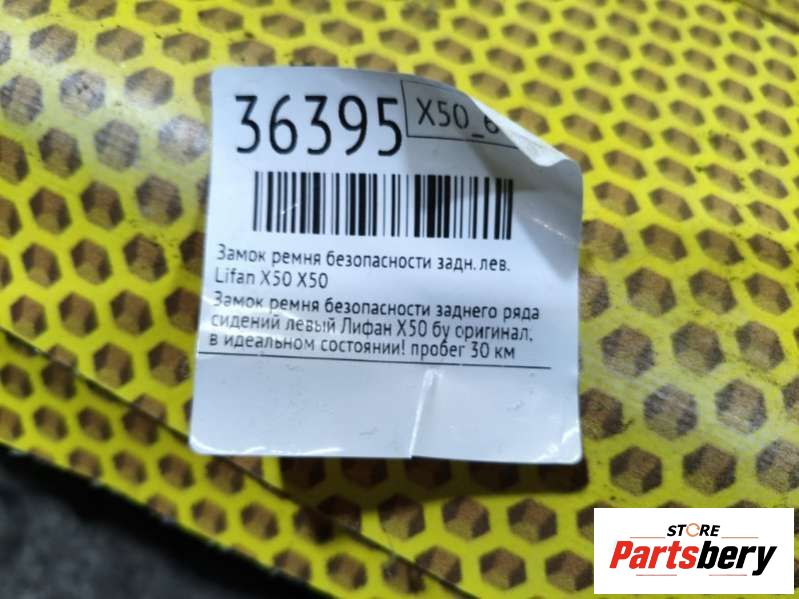 36395
X50_6
Замок ремня безопасности задн. лев.
Lifan X50 X50
Замок ремня безопасности заднего ряда
сидений левый Лифан Х50 бу оригинал,
в идеальном состоянии! пробег 30 км
STORE
Partsbery